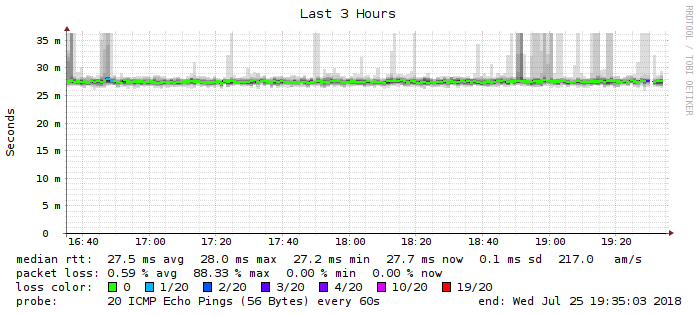 Last 3 Hours
RRDTOOL / TOBI OETIKER
Seconds
35 m
30 m
25 m
20 m
15 m
10 m
5 m
0
16:40 17:00 17:20 17:40 18:00 18:20 18:40 19:00 19:20
median rtt: 27.5 ms avg 28.0 ms max 27.2 ms min 27.7 ms now 0.1 ms sd 217.0 am/s
packet loss: 0.59 % avg 88.33 % max 0.00 % min 0.00 % now
loss color: 0 1/20 2/20 3/20 4/20 10/20 19/20
probe: 20 ICMP Echo Pings (56 Bytes) every 60s end: Wed Jul 25 19:35:03 2018